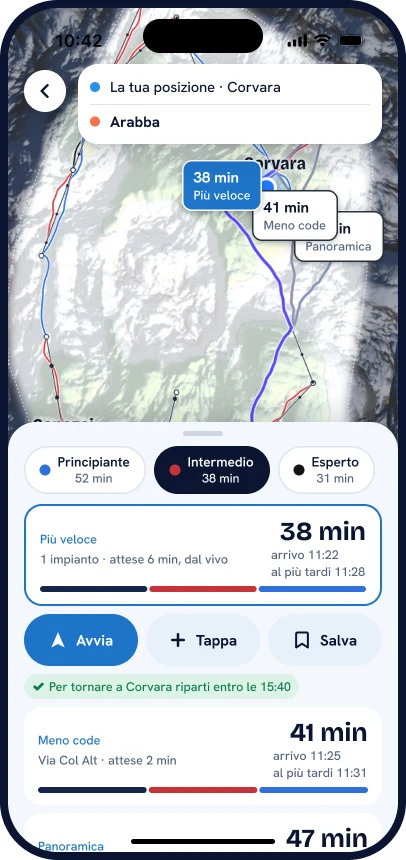 10:42
La tua posizione · Corvara
Arabba
Corvara
38 min
Più veloce
41 min
Meno code
in
Panoramica
Principiante
52 min
Intermedio
38 min
Esperto
31 min
Più veloce
38 min
1 impianto · attese 6 min, dal vivo
arrivo 11:22
al più tardi 11:28
Avvia
Tappa
Salva
Per tornare a Corvara riparti entro le 15:40
Meno code
41 min
Via Col Alt · attese 2 min
arrivo 11:25
al più tardi 11:31
Panoramica
47 min